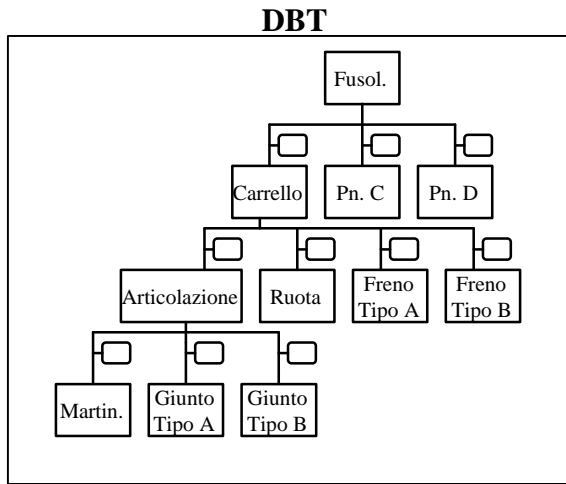 DBT
Fusol.
Carrello
Pn. C
Pn. D
Articolazione
Ruota
Freno
Tipo A
Freno
Tipo B
Martin.
Giunto
Tipo A
Giunto
Tipo B